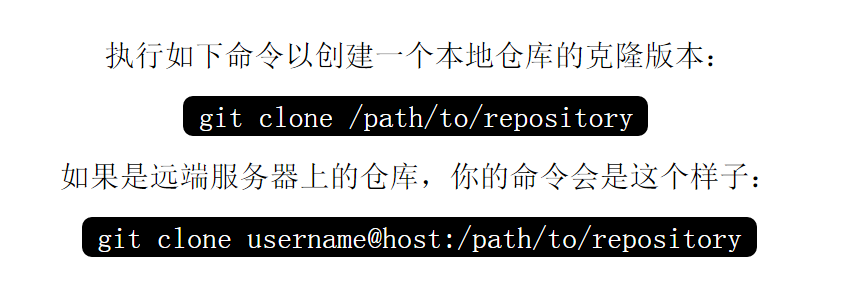 执行如下命令以创建一个本地仓库的克隆版本：
git clone /path/to/repository
如果是远端服务器上的仓库，你的命令会是这个样子：
git clone username@host:/path/to/repository